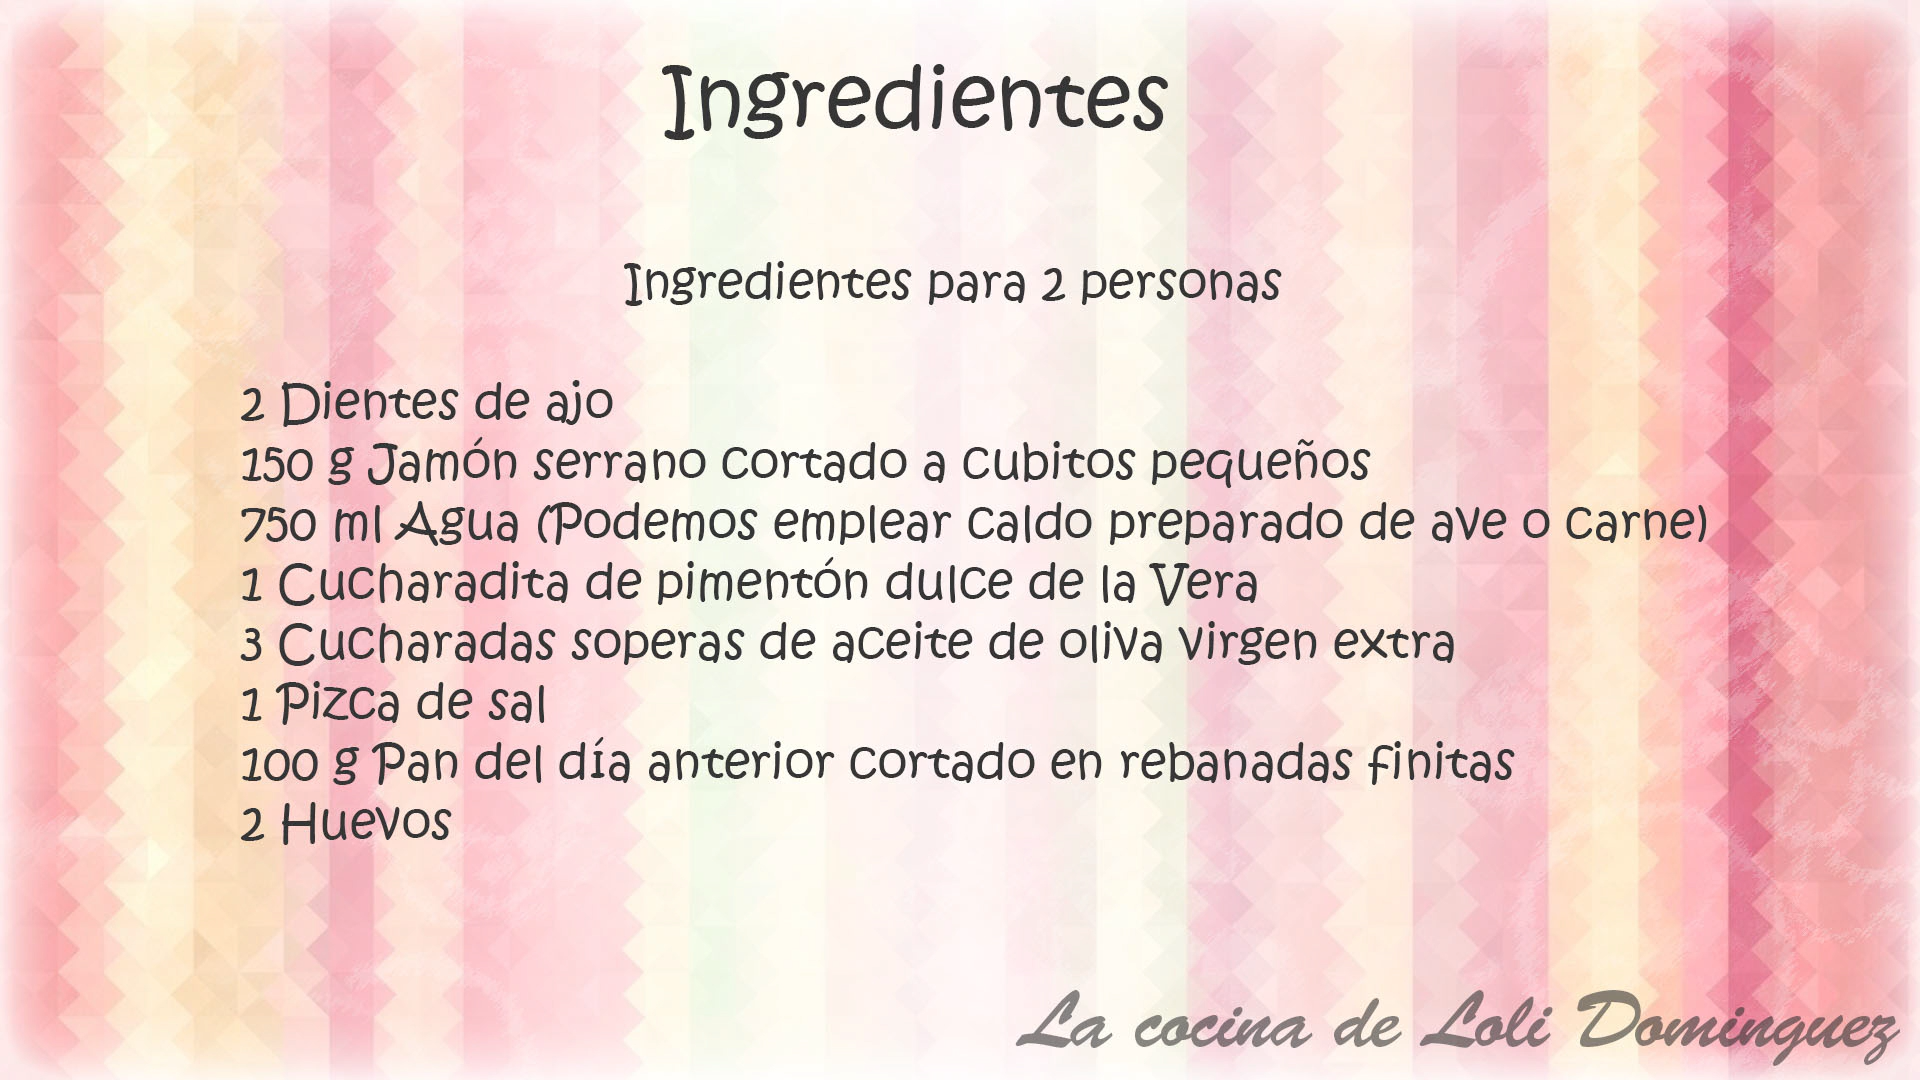 Ingredientes
Ingredientes para 2 personas
2 Dientes de ajo
150 g Jamón serrano cortado a cubitos pequeños
750 ml Agua (Podemos emplear caldo preparado de ave o carne)
1 Cucharadita de pimentón dulce de la Vera
3 Cucharadas soperas de aceite de oliva virgen extra
1 Pizca de sal
100 g Pan del día anterior cortado en rebanadas finitas
2 Huevos
La cocina de Loli Dominguez